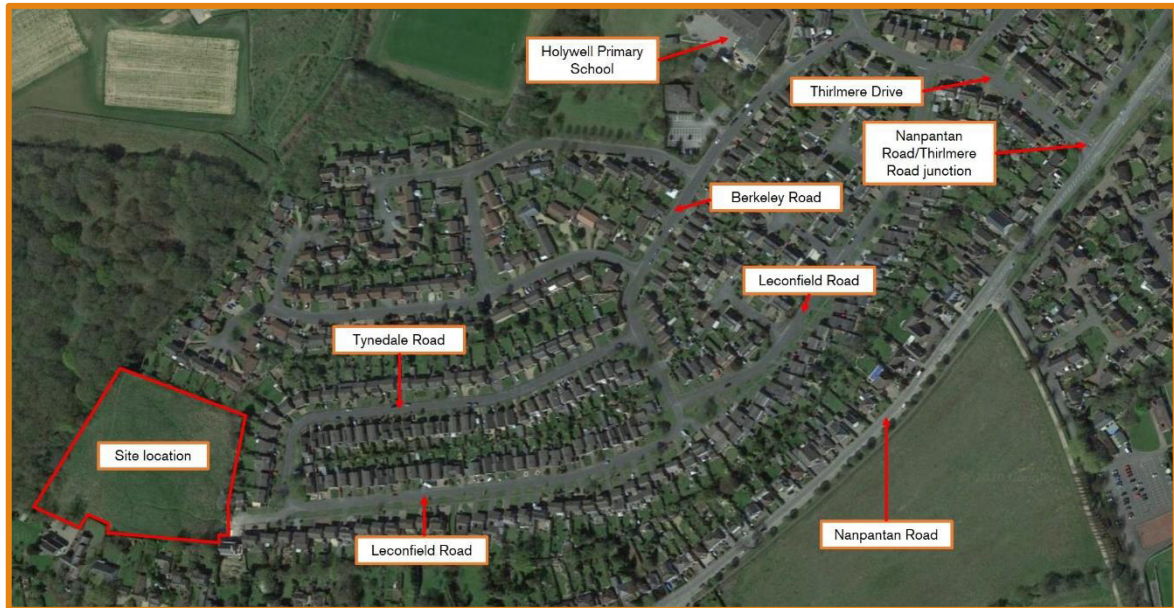 Holywell Primary
School
Thirlmere Drive
Nanpantan
Road/Thirlmere
Road junction
Berkeley Road
Leconfield Road
Tynedale Road
Site location
Leconfield Road
Nanpantan Road